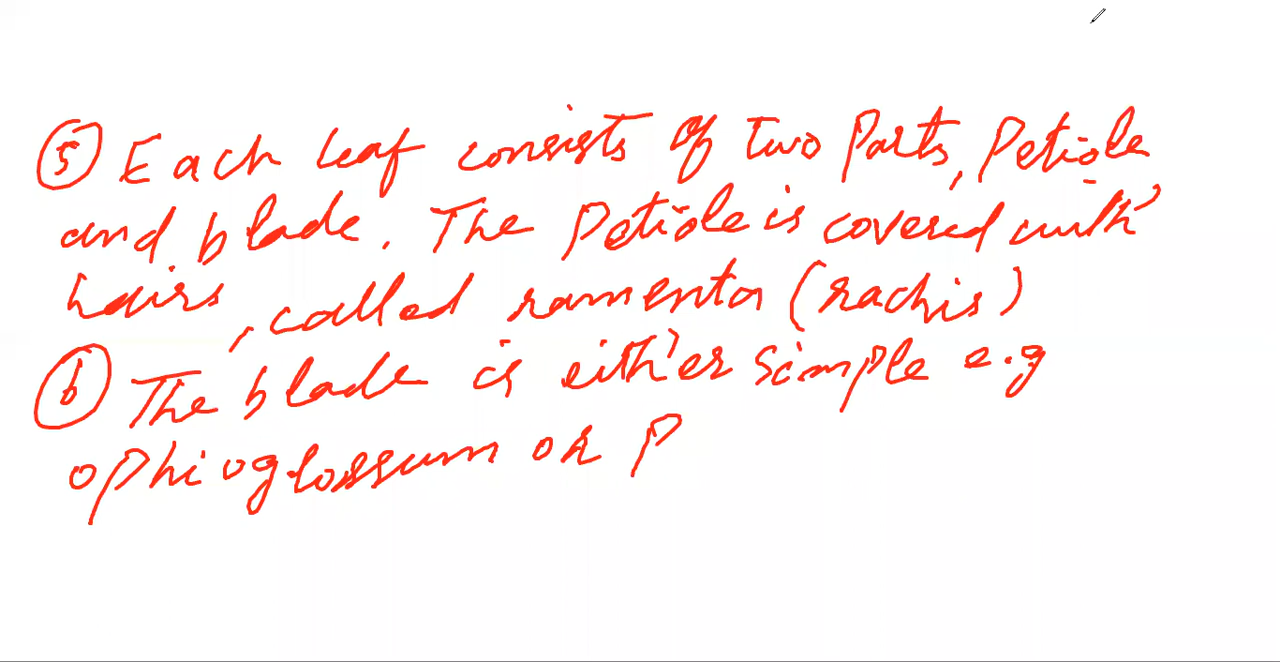 ⑤ Each leaf consists of Two Parts, Petiole
and blade. The Petiole is covered with
hairs, called ramenta (rachis)
⑥ The blade is either simple e.g
ophioglossum or P